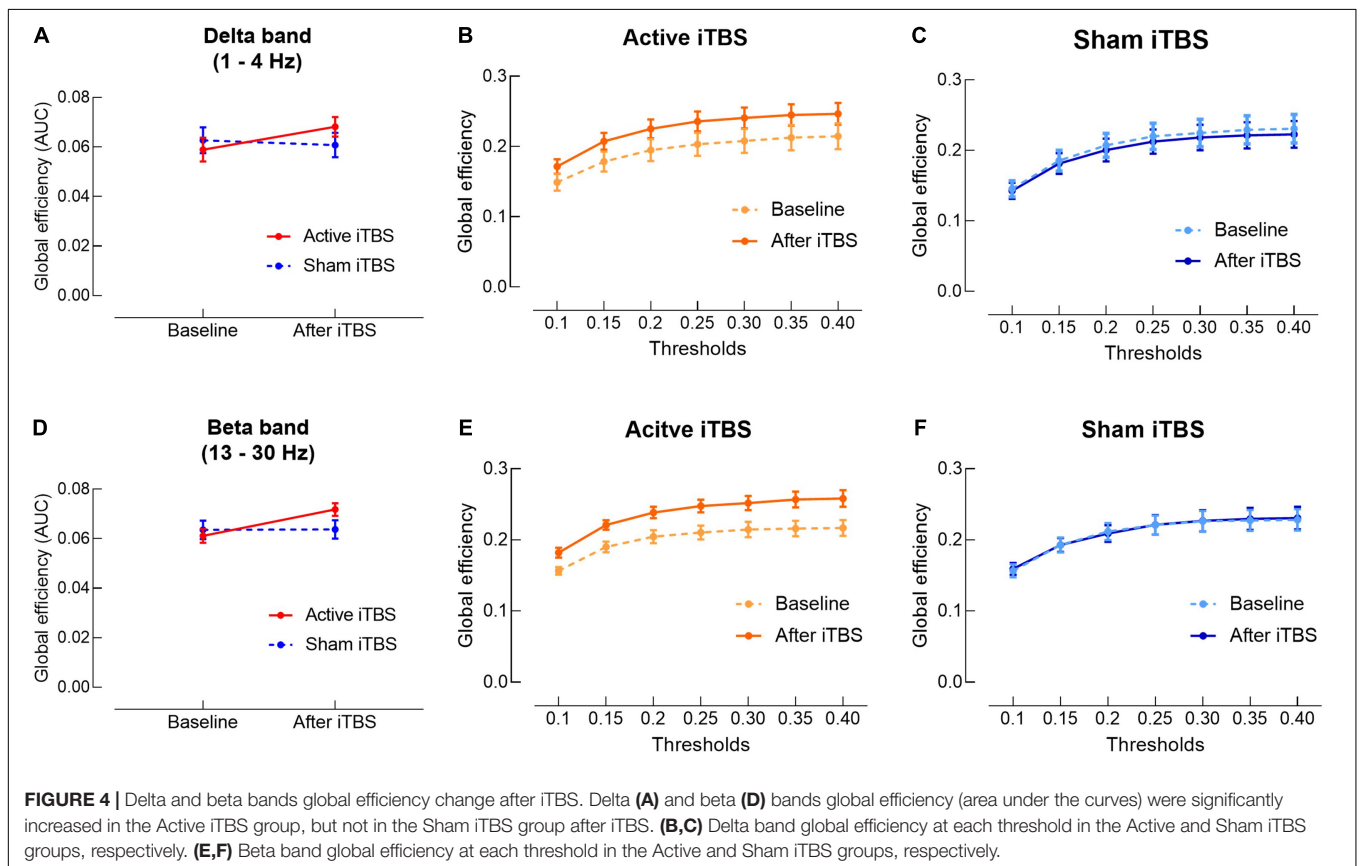 A
Delta band
(1 - 4 Hz)
Global efficiency (AUC)
0.08
0.06
0.04
0.02
0.00
Active iTBS
Sham iTBS
Baseline
After iTBS
B
Active iTBS
Global efficiency
0.3
0.2
0.1
0.0
Baseline
After iTBS
0.1 0.15 0.2 0.25 0.30 0.35 0.40
Thresholds
C
Sham iTBS
Global efficiency
0.3
0.2
0.1
0.0
Baseline
After iTBS
0.1 0.15 0.2 0.25 0.30 0.35 0.40
Thresholds
D
Beta band
(13 - 30 Hz)
Global efficiency (AUC)
0.08
0.06
0.04
0.02
0.00
Active iTBS
Sham iTBS
Baseline
After iTBS
E
Acitve iTBS
Global efficiency
0.3
0.2
0.1
0.0
Baseline
After iTBS
0.1 0.15 0.2 0.25 0.30 0.35 0.40
Thresholds
F
Sham iTBS
Global efficiency
0.3
0.2
0.1
0.0
Baseline
After iTBS
0.1 0.15 0.2 0.25 0.30 0.35 0.40
Thresholds
FIGURE 4 | Delta and beta bands global efficiency change after iTBS. Delta (A) and beta (D) bands global efficiency (area under the curves) were significantly
increased in the Active iTBS group, but not in the Sham iTBS group after iTBS. (B,C) Delta band global efficiency at each threshold in the Active and Sham iTBS
groups, respectively. (E,F) Beta band global efficiency at each threshold in the Active and Sham iTBS groups, respectively.